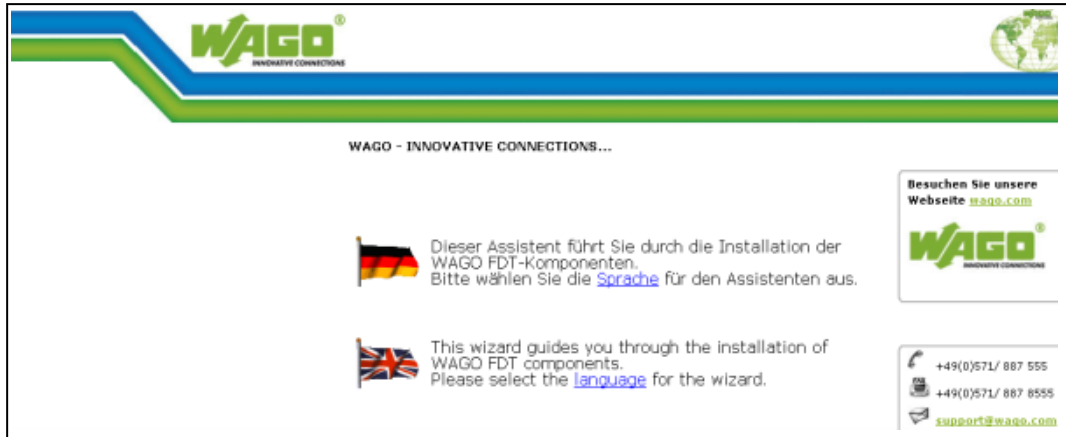 WAGO®
INNOVATIVE CONNECTIONS
WAGO - INNOVATIVE CONNECTIONS...
Dieser Assistent führt Sie durch die Installation der
WAGO FDT-Komponenten.
Bitte wählen Sie die Sprache für den Assistenten aus.
This wizard guides you through the installation of
WAGO FDT components.
Please select the language for the wizard.
Besuchen Sie unsere
Webseite wago.com
WAGO®
INNOVATIVE CONNECTIONS
+49(0)571/ 887 555
+49(0)571/ 887 8555
support@wago.com